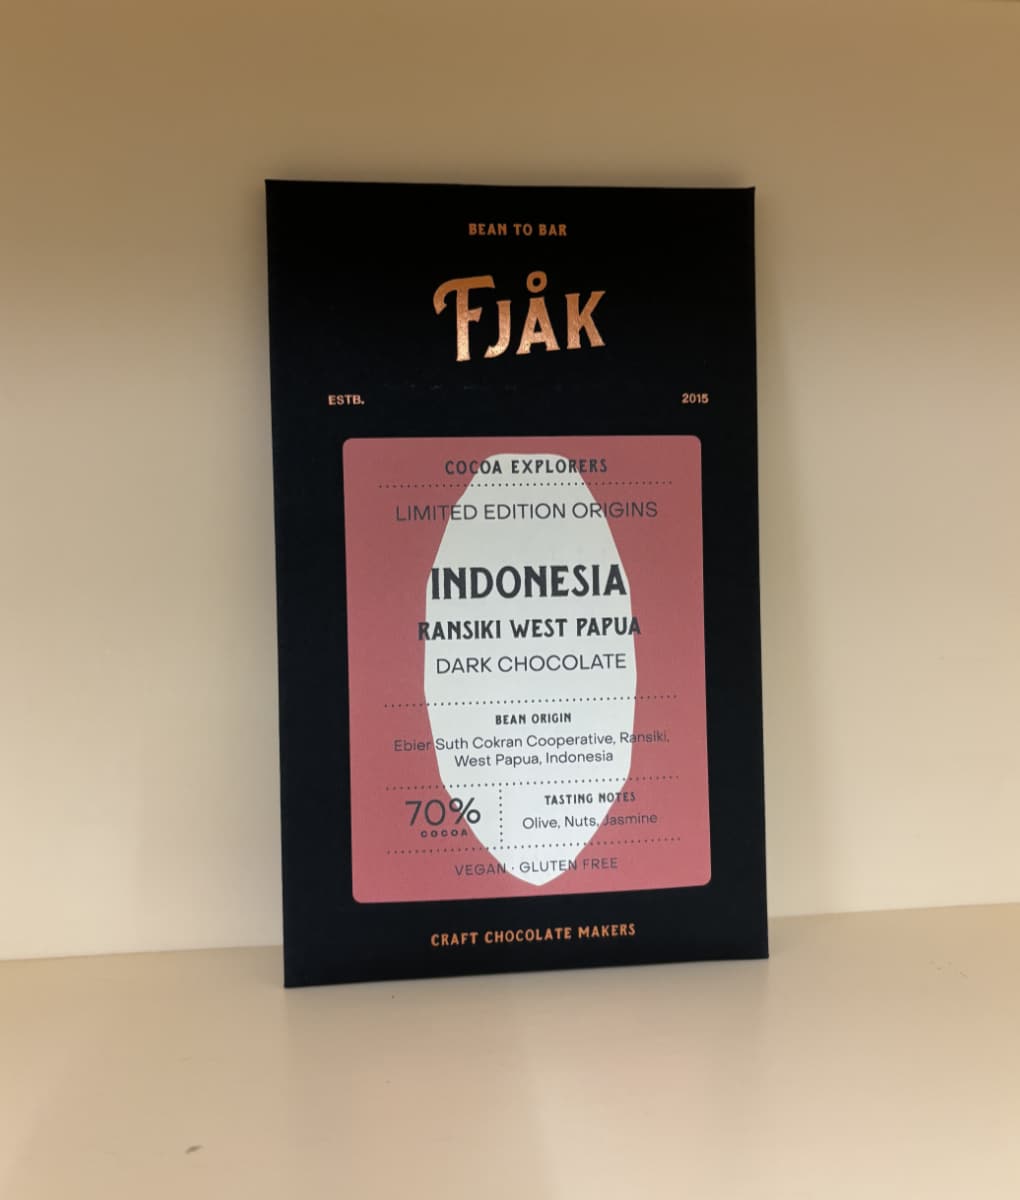 BEAN TO BAR
FJÅK
ESTB. 2015
COCOA EXPLORERS
LIMITED EDITION ORIGINS
INDONESIA
RANSIKI WEST PAPUA
DARK CHOCOLATE
BEAN ORIGIN
Ebier Suth Cokran Cooperative, Ransiki,
West Papua, Indonesia
70%
COCOA
TASTING NOTES
Olive, Nuts, Jasmine
VEGAN · GLUTEN FREE
CRAFT CHOCOLATE MAKERS